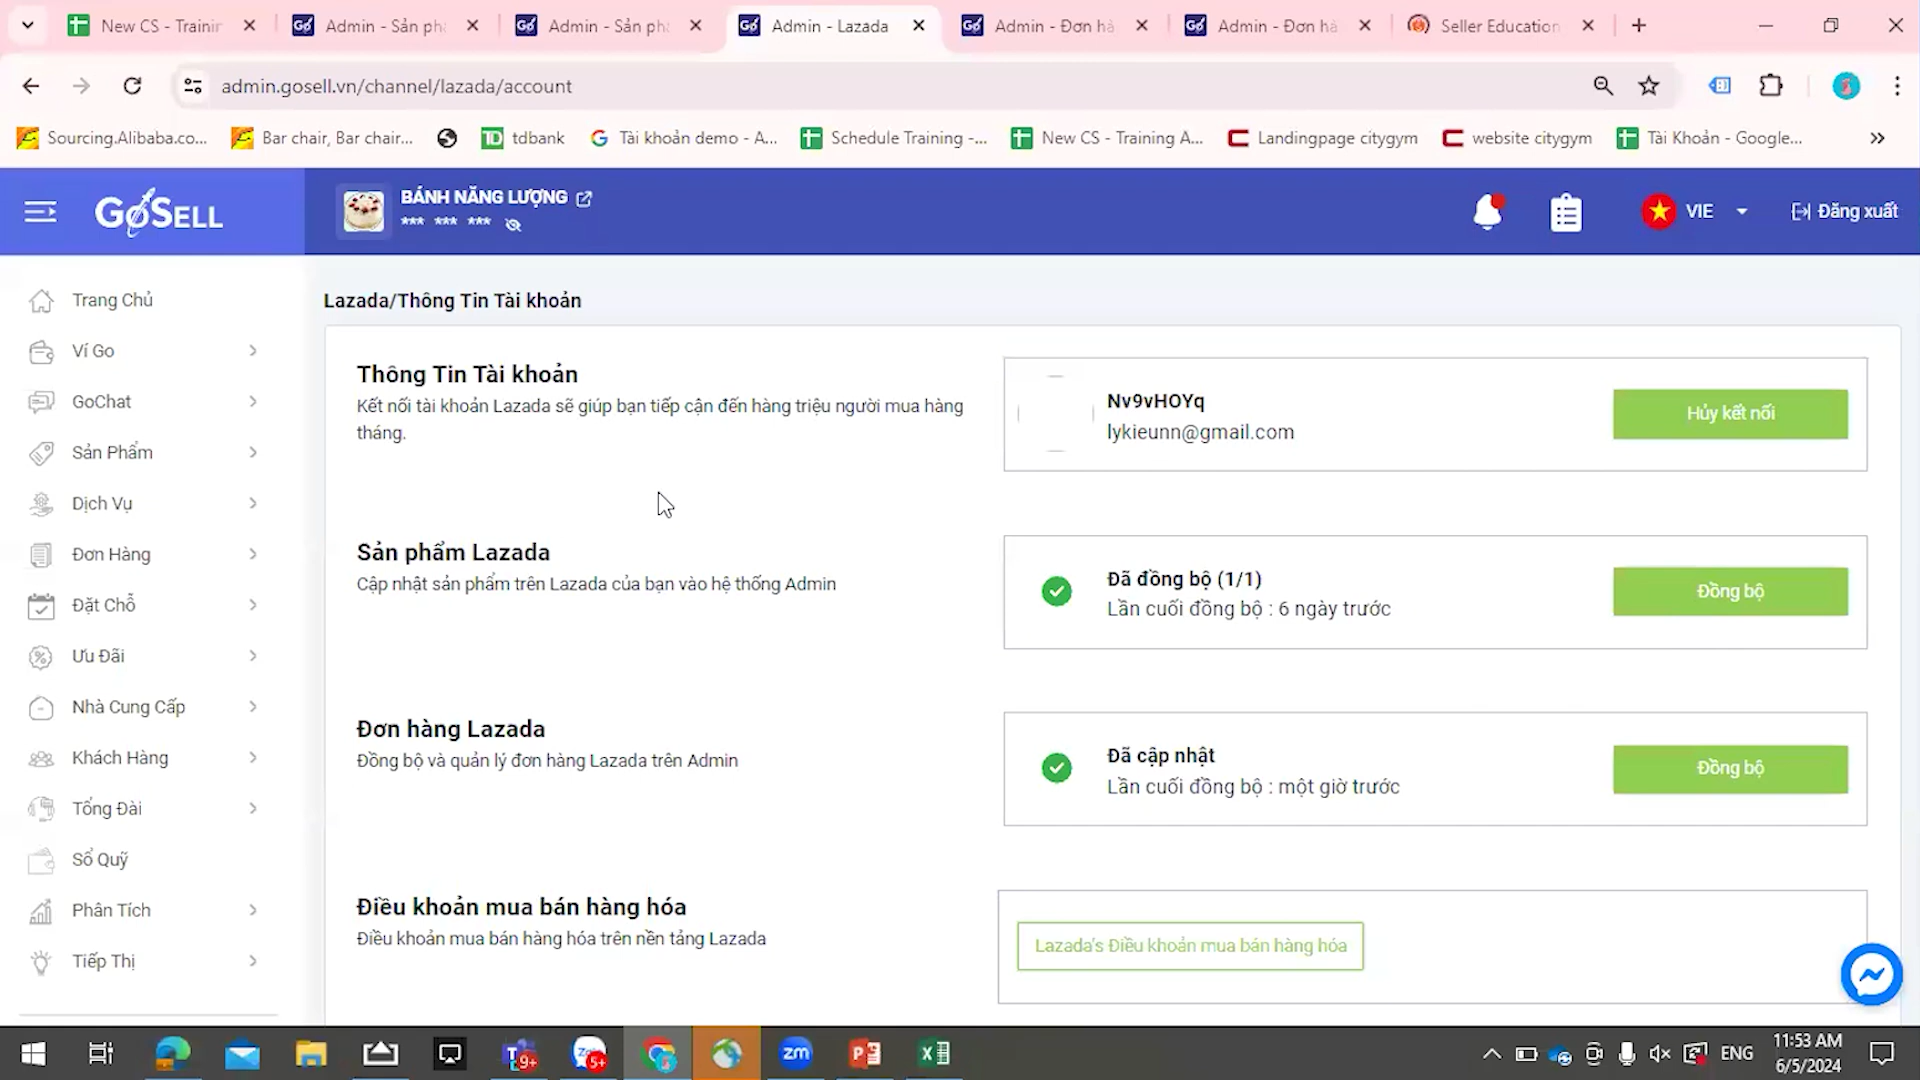 New CS - Trainin
Admin - Sản phẩ
Admin - Sản phẩ
Admin - Lazada
Admin - Đơn hà
Admin - Đơn hà
Seller Education
admin.gosell.vn/channel/lazada/account
Sourcing.Alibaba.co...
Bar chair, Bar chair...
tdbank
Tài khoản demo - A...
Schedule Training -...
New CS - Training A...
Landingpage citygym
website citygym
Tài Khoản - Google...
GOSELL
BÁNH NĂNG LƯỢNG
*** *** ***
VIE
Đăng xuất
Trang Chủ
Ví Go
GoChat
Sản Phẩm
Dịch Vụ
Đơn Hàng
Đặt Chỗ
Ưu Đãi
Nhà Cung Cấp
Khách Hàng
Tổng Đài
Sổ Quỹ
Phân Tích
Tiếp Thị
Lazada/Thông Tin Tài khoản
Thông Tin Tài khoản
Kết nối tài khoản Lazada sẽ giúp bạn tiếp cận đến hàng triệu người mua hàng
tháng.
Nv9vHOYq
lykieunn@gmail.com
Hủy kết nối
Sản phẩm Lazada
Cập nhật sản phẩm trên Lazada của bạn vào hệ thống Admin
Đã đồng bộ (1/1)
Lần cuối đồng bộ : 6 ngày trước
Đồng bộ
Đơn hàng Lazada
Đồng bộ và quản lý đơn hàng Lazada trên Admin
Đã cập nhật
Lần cuối đồng bộ : một giờ trước
Đồng bộ
Điều khoản mua bán hàng hóa
Điều khoản mua bán hàng hóa trên nền tảng Lazada
Lazada's Điều khoản mua bán hàng hóa
9+
5+
zm
ENG
11:53 AM
6/5/2024